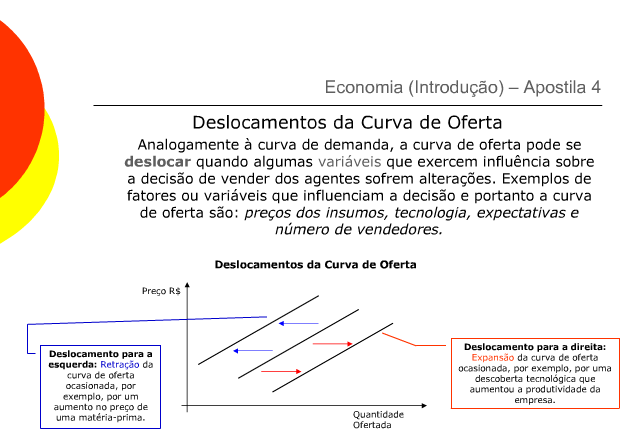 Economia (Introdução) – Apostila 4
Deslocamentos da Curva de Oferta
Analogamente à curva de demanda, a curva de oferta pode se
deslocar quando algumas variáveis que exercem influência sobre
a decisão de vender dos agentes sofrem alterações. Exemplos de
fatores ou variáveis que influenciam a decisão e portanto a curva
de oferta são: preços dos insumos, tecnologia, expectativas e
número de vendedores.
Deslocamentos da Curva de Oferta
Preço R$
Deslocamento para a
esquerda: Retração da
curva de oferta
ocasionada, por
exemplo, por um
aumento no preço de
uma matéria-prima.
Deslocamento para a direita:
Expansão da curva de oferta
ocasionada, por exemplo, por uma
descoberta tecnológica que
aumentou a produtividade da
empresa.
Quantidade
Ofertada